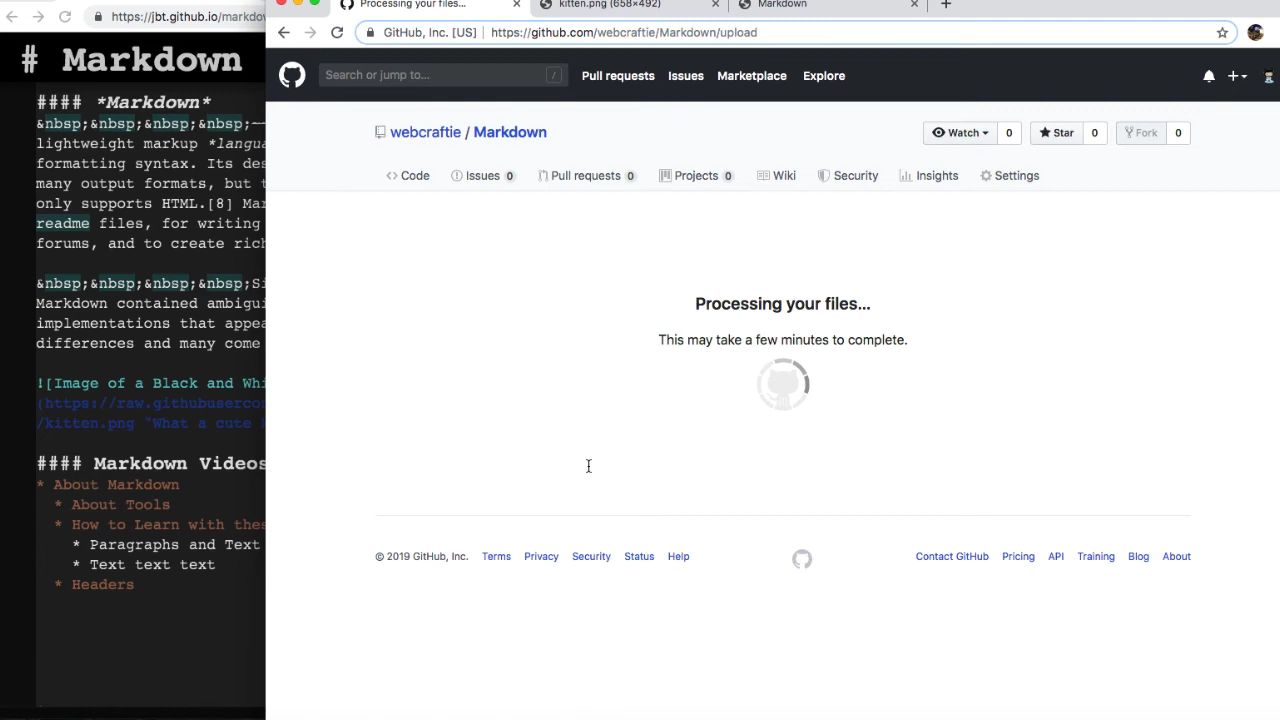 https://jbt.github.io/markdow
# Markdown
#### *Markdown*
&nbsp;&nbsp;&nbsp;&nbsp;~~
lightweight markup *langua
formatting syntax. Its des
many output formats, but t
only supports HTML.[8] Mar
readme files, for writing
forums, and to create rich
&nbsp;&nbsp;&nbsp;&nbsp;Si
Markdown contained ambigui
implementations that appea
differences and many come
![Image of a Black and Whi
(https://raw.githubusercon
/kitten.png "What a cute k
#### Markdown Videos
* About Markdown
* About Tools
* How to Learn with thes
* Paragraphs and Text
* Text text text
* Headers
Processing your files...
kitten.png (658×492)
Markdown
GitHub, Inc. [US] https://github.com/webcraftie/Markdown/upload
Search or jump to... /
Pull requests Issues Marketplace Explore
webcraftie / Markdown
Watch 0 Star 0 Fork 0
Code Issues 0 Pull requests 0 Projects 0 Wiki Security Insights Settings
Processing your files...
This may take a few minutes to complete.
© 2019 GitHub, Inc. Terms Privacy Security Status Help
Contact GitHub Pricing API Training Blog About